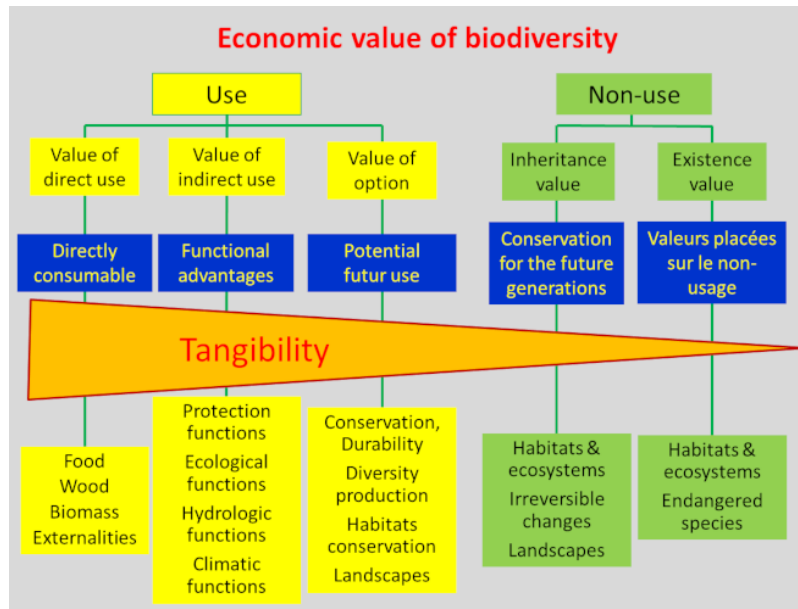 Economic value of biodiversity
Use
Non-use
Value of
direct use
Value of
indirect use
Value of
option
Inheritance
value
Existence
value
Directly
consumable
Functional
advantages
Potential
futur use
Conservation
for the future
generations
Valeurs placées
sur le non-
usage
Tangibility
Food
Wood
Biomass
Externalities
Protection
functions
Ecological
functions
Hydrologic
functions
Climatic
functions
Conservation,
Durability
Diversity
production
Habitats
conservation
Landscapes
Habitats &
ecosystems
Irreversible
changes
Landscapes
Habitats &
ecosystems
Endangered
species